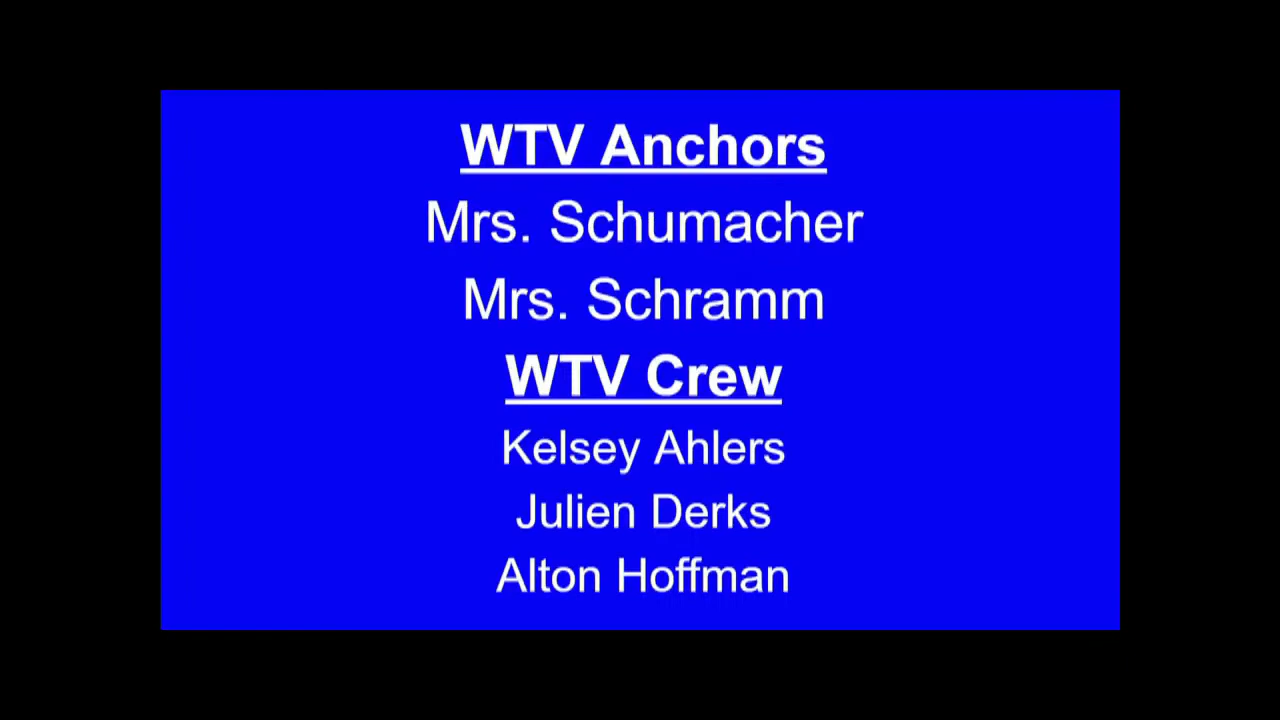 WTV Anchors
Mrs. Schumacher
Mrs. Schramm
WTV Crew
Kelsey Ahlers
Julien Derks
Alton Hoffman